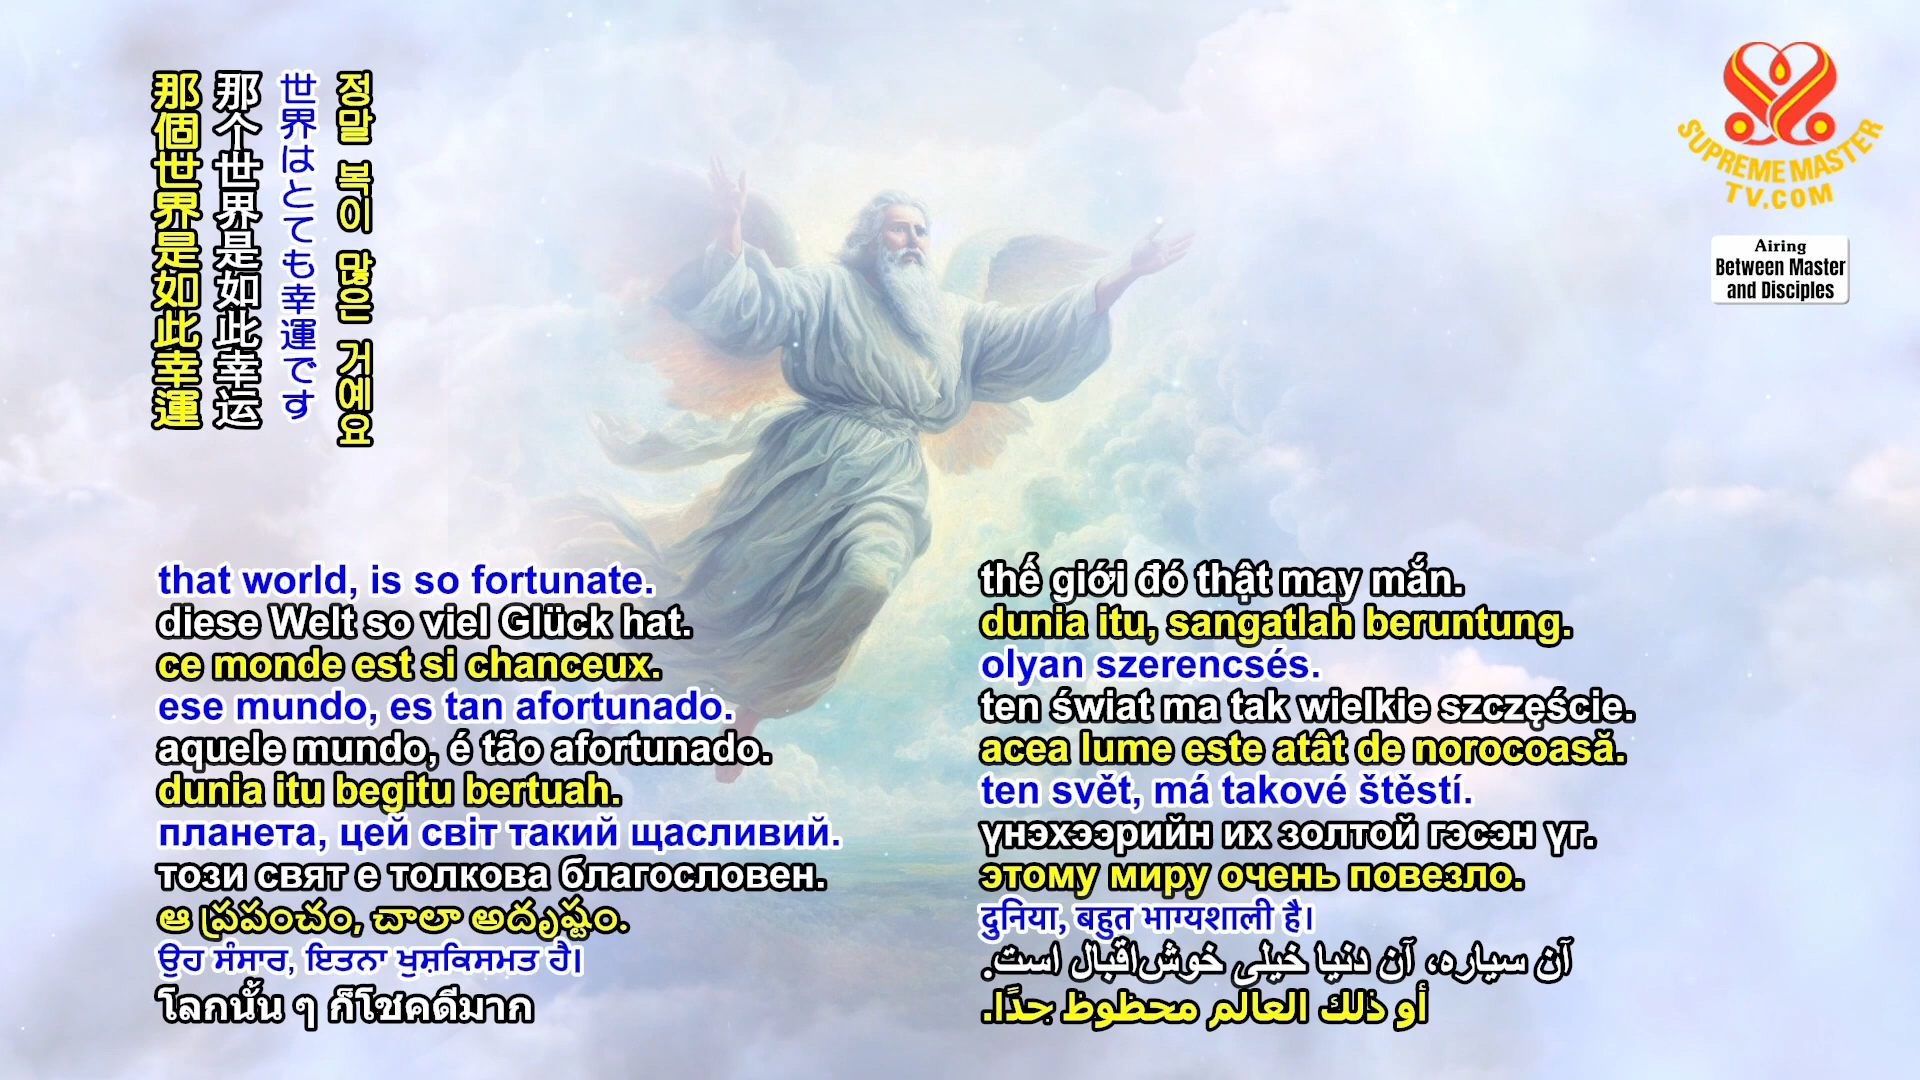 那個世界是如此幸運
那个世界是如此幸运
世界はとても幸運です
정말 복이 많은 거예요
SUPREME MASTER
TV.COM
Airing
Between Master
and Disciples
that world, is so fortunate.
diese Welt so viel Glück hat.
ce monde est si chanceux.
ese mundo, es tan afortunado.
aquele mundo, é tão afortunado.
dunia itu begitu bertuah.
планета, цей світ такий щасливий.
този свят е толкова благословен.
ఆ ప్రపంచం, చాలా అదృష్టం.
ਉਹ ਸੰਸਾਰ, ਇਤਨਾ ਖੁਸ਼ਕਿਸਮਤ ਹੈ।
โลกนั้น ๆ ก็โชคดีมาก
thế giới đó thật may mắn.
dunia itu, sangatlah beruntung.
olyan szerencsés.
ten świat ma tak wielkie szczęście.
acea lume este atât de norocoasă.
ten svět, má takové štěstí.
үнэхээрийн их золтой гэсэн үг.
этому миру очень повезло.
दुनिया, बहुत भाग्यशाली है।
آن سیاره، آن دنیا خیلی خوش‌اقبال است.
أو ذلك العالم محظوظ جدًا.